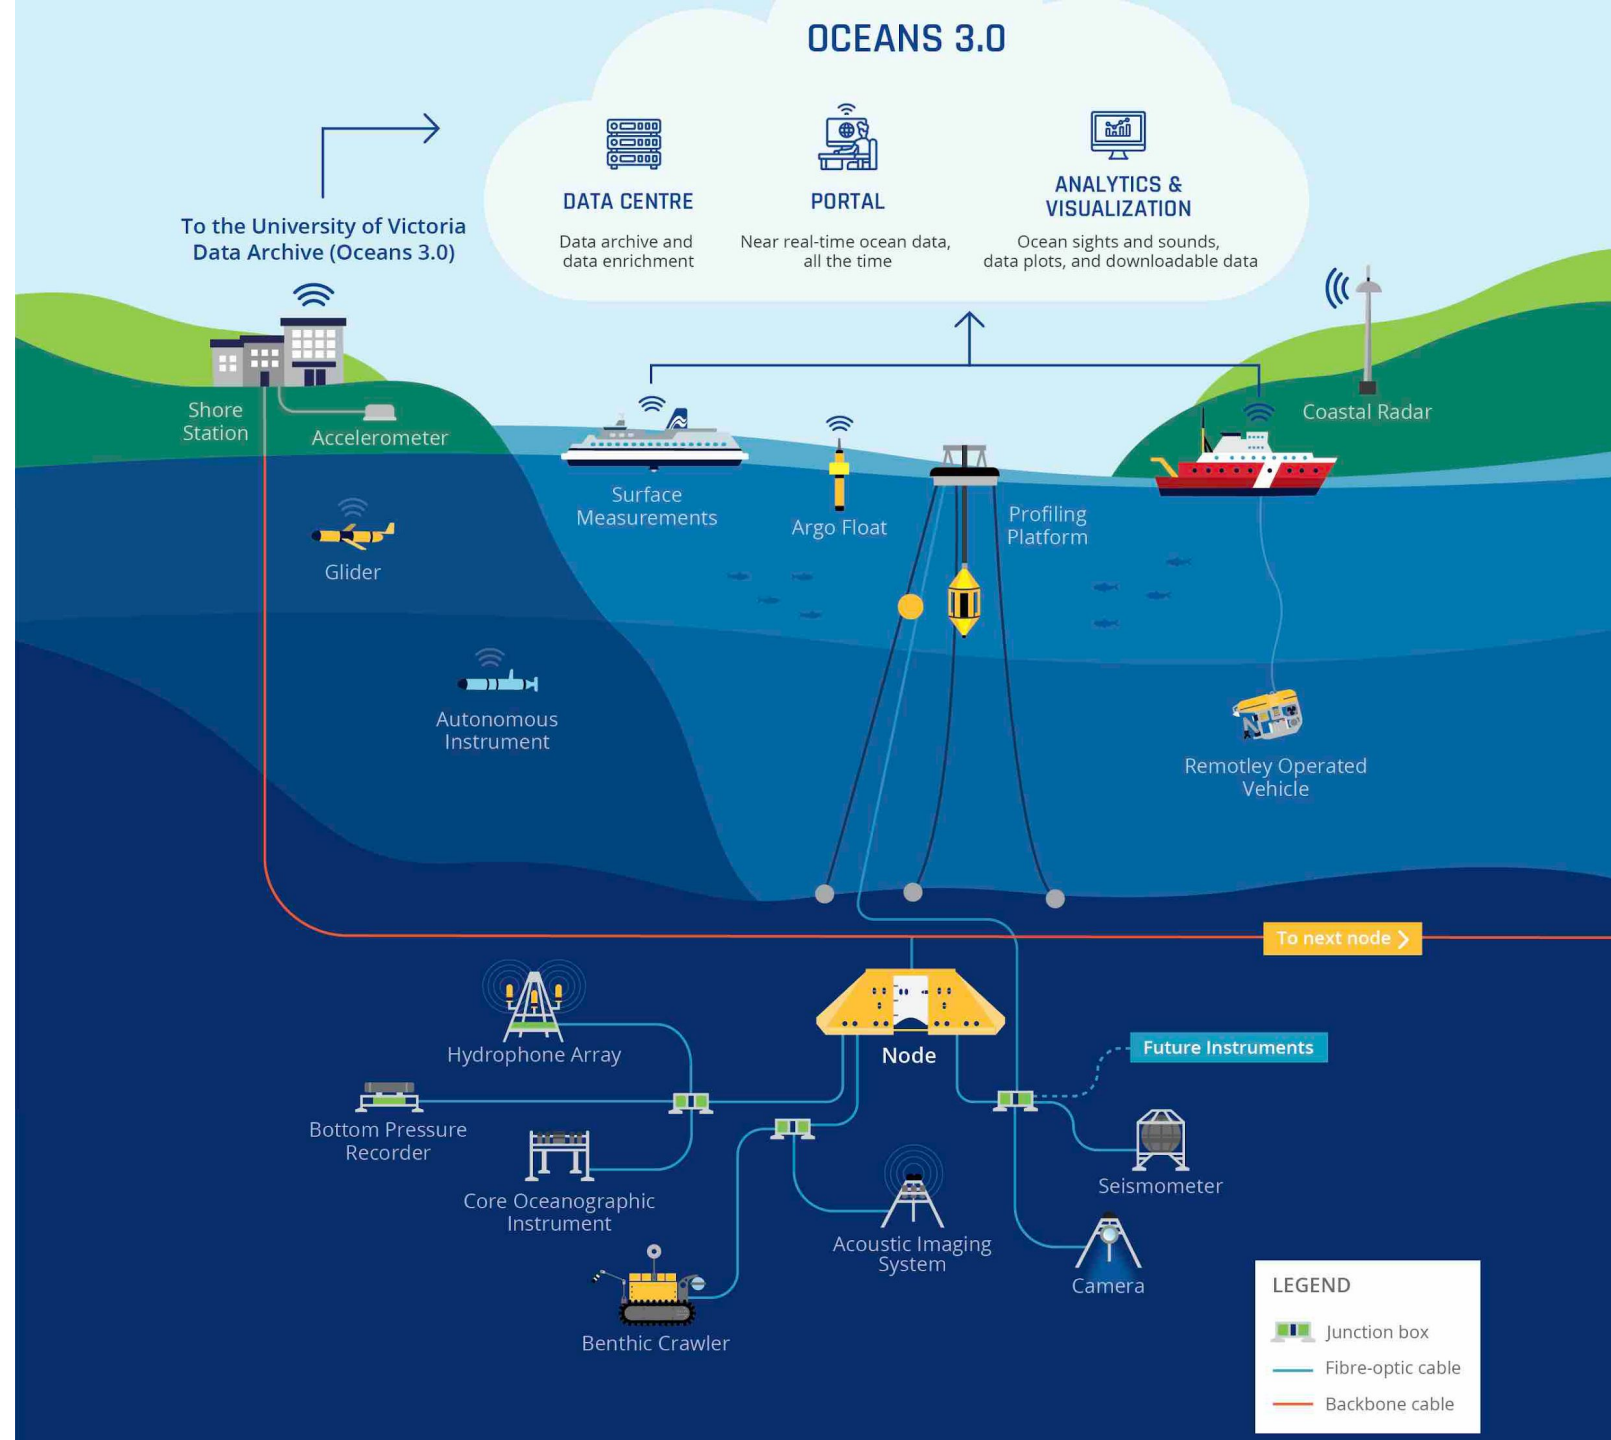 OCEANS 3.0
DATA CENTRE
Data archive and
data enrichment
PORTAL
Near real-time ocean data,
all the time
ANALYTICS &
VISUALIZATION
Ocean sights and sounds,
data plots, and downloadable data
To the University of Victoria
Data Archive (Oceans 3.0)
Shore
Station
Accelerometer
Coastal Radar
Surface
Measurements
Argo Float
Profiling
Platform
Glider
Autonomous
Instrument
Remotley Operated
Vehicle
To next node
Hydrophone Array
Node
Future Instruments
Bottom Pressure
Recorder
Core Oceanographic
Instrument
Seismometer
Acoustic Imaging
System
Camera
Benthic Crawler
LEGEND
Junction box
Fibre-optic cable
Backbone cable